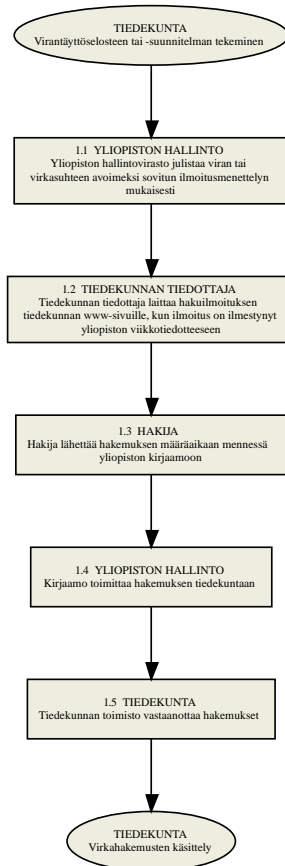 TIEDEKUNTA
Virantäyttöselosteen tai -suunnitelman tekeminen
1.1 YLIOPISTON HALLINTO
Yliopiston hallintovirasto julistaa viran tai
virkasuhteen avoimeksi sovitun ilmoitusmenettelyn
mukaisesti
1.2 TIEDEKUNNAN TIEDOTTAJA
Tiedekunnan tiedottaja laittaa hakuilmoituksen
tiedekunnan www-sivuille, kun ilmoitus on ilmestynyt
yliopiston viikkotiedotteeseen
1.3 HAKIJA
Hakija lähettää hakemuksen määräaikaan mennessä
yliopiston kirjaamoon
1.4 YLIOPISTON HALLINTO
Kirjaamo toimittaa hakemuksen tiedekuntaan
1.5 TIEDEKUNTA
Tiedekunnan toimisto vastaanottaa hakemukset
TIEDEKUNTA
Virkahakemusten käsittely